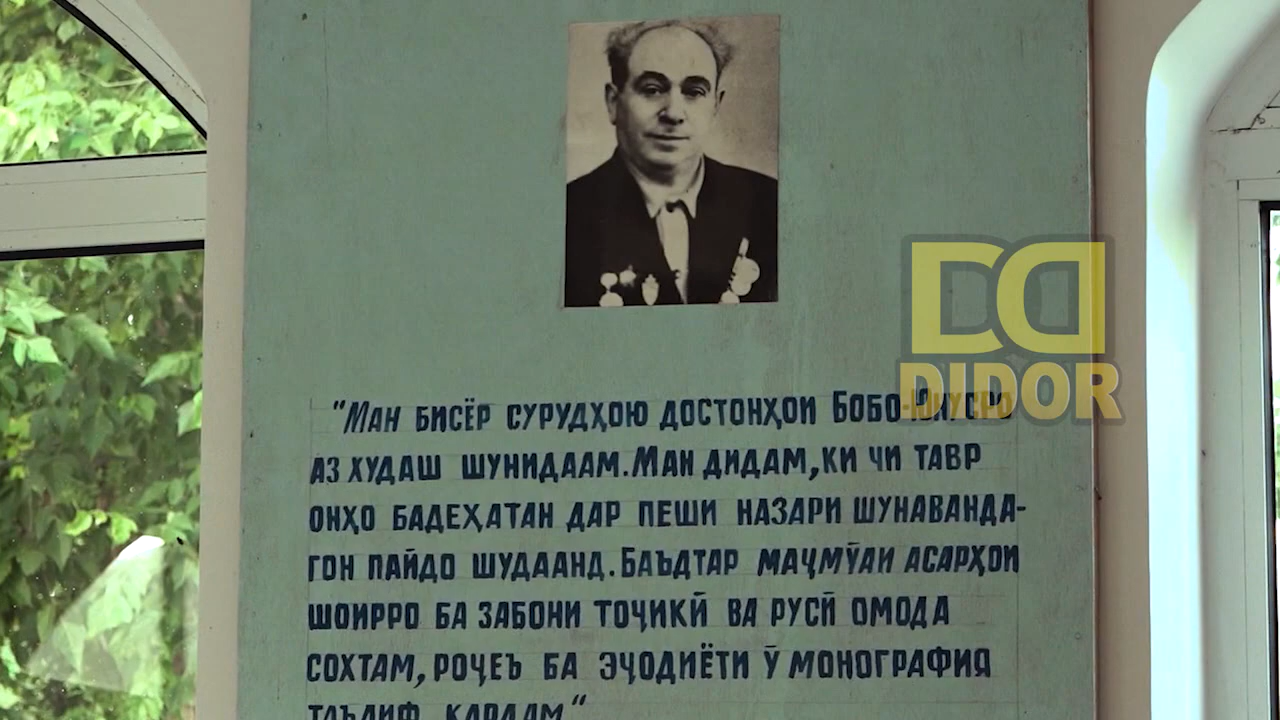 DIDOR
"Ман бисёр сурудҳою достонҳои Бобо-Юнусро
аз худаш шунидаам. Ман дидам, ки чи тавр
онҳо бадеҳатан дар пеши назари шунаванда-
гон пайдо шудаанд. Баъдтар маҷмӯаи асарҳои
шоирро ба забони тоҷикӣ ва русӣ омода
сохтам, роҷеъ ба эҷодиёти ӯ монография
таълиф кардам."